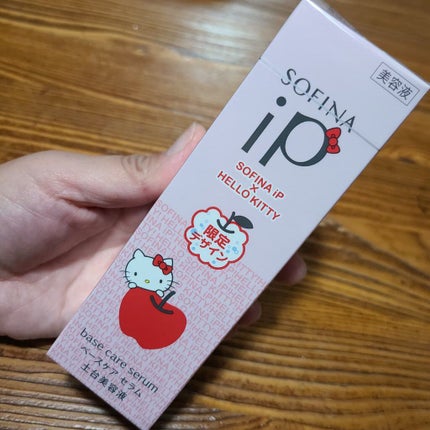 美容液
SOFINA
iP
SOFINA iP
×
HELLO KITTY
限定
デザイン
base care serum
ベースケア セラム
土台美容液